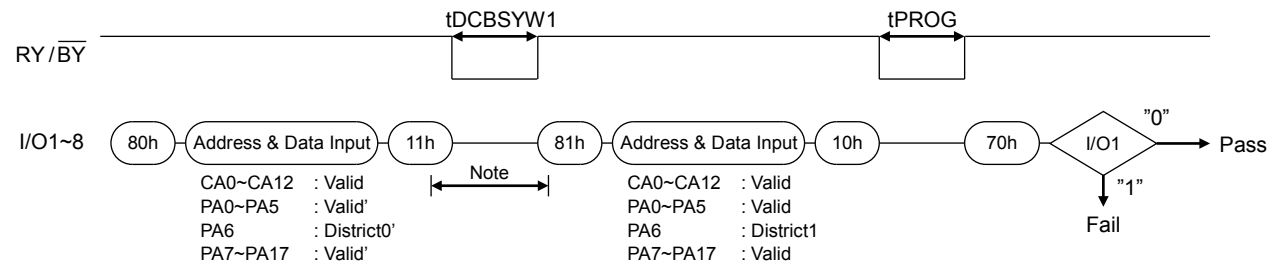 tDCBSYW1 tPROG
RY/BY
I/O1~8 80h Address & Data Input 11h 81h Address & Data Input 10h 70h I/O1 ”0” Pass
Note ”1”
CA0~CA12 : Valid CA0~CA12 : Valid
PA0~PA5 : Valid’ PA0~PA5 : Valid
PA6 : District0’ PA6 : District1 Fail
PA7~PA17 : Valid’ PA7~PA17 : Valid